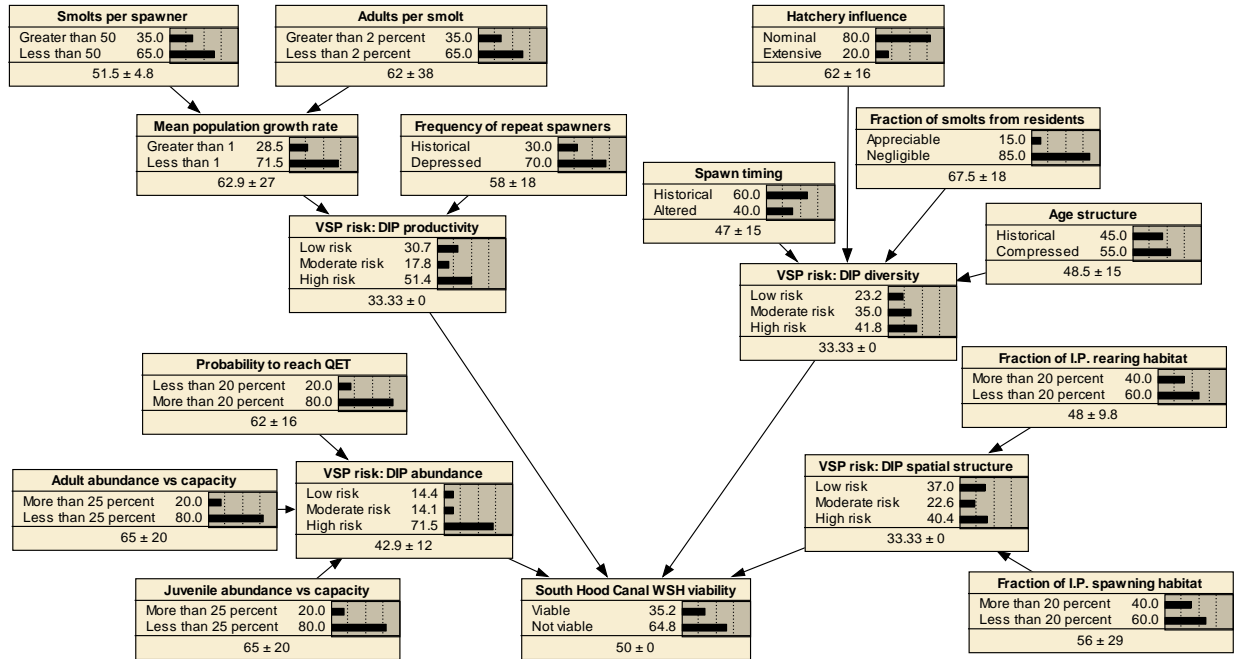 Smolts per spawner
Greater than 50 35.0
Less than 50 65.0
51.5 ± 4.8
Adults per smolt
Greater than 2 percent 35.0
Less than 2 percent 65.0
62 ± 38
Hatchery influence
Nominal 80.0
Extensive 20.0
62 ± 16
Mean population growth rate
Greater than 1 28.5
Less than 1 71.5
62.9 ± 27
Frequency of repeat spawners
Historical 30.0
Depressed 70.0
58 ± 18
Fraction of smolts from residents
Appreciable 15.0
Negligible 85.0
67.5 ± 18
Spawn timing
Historical 60.0
Altered 40.0
47 ± 15
Age structure
Historical 45.0
Compressed 55.0
48.5 ± 15
VSP risk: DIP productivity
Low risk 30.7
Moderate risk 17.8
High risk 51.4
33.33 ± 0
VSP risk: DIP diversity
Low risk 23.2
Moderate risk 35.0
High risk 41.8
33.33 ± 0
Probability to reach QET
Less than 20 percent 20.0
More than 20 percent 80.0
62 ± 16
Fraction of I.P. rearing habitat
More than 20 percent 40.0
Less than 20 percent 60.0
48 ± 9.8
Adult abundance vs capacity
More than 25 percent 20.0
Less than 25 percent 80.0
65 ± 20
VSP risk: DIP abundance
Low risk 14.4
Moderate risk 14.1
High risk 71.5
42.9 ± 12
VSP risk: DIP spatial structure
Low risk 37.0
Moderate risk 22.6
High risk 40.4
33.33 ± 0
Juvenile abundance vs capacity
More than 25 percent 20.0
Less than 25 percent 80.0
65 ± 20
South Hood Canal WSH viability
Viable 35.2
Not viable 64.8
50 ± 0
Fraction of I.P. spawning habitat
More than 20 percent 40.0
Less than 20 percent 60.0
56 ± 29